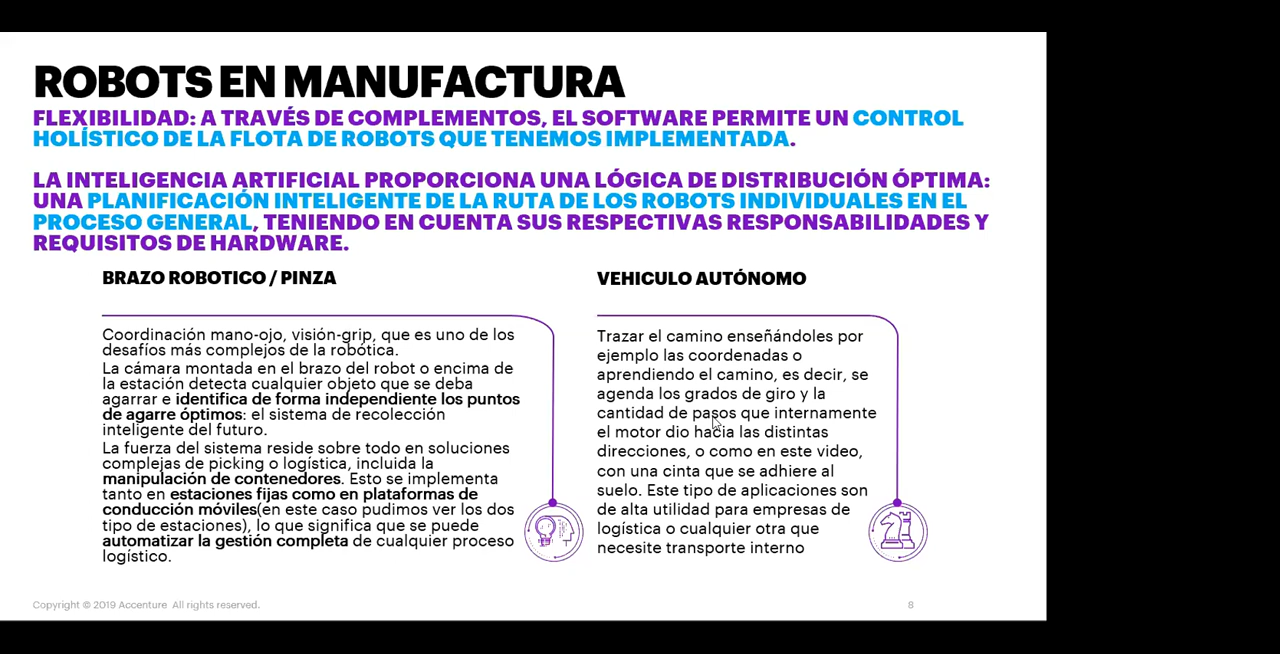 ROBOTS EN MANUFACTURA
FLEXIBILIDAD: A TRAVÉS DE COMPLEMENTOS, EL SOFTWARE PERMITE UN CONTROL
HOLÍSTICO DE LA FLOTA DE ROBOTS QUE TENEMOS IMPLEMENTADA.
LA INTELIGENCIA ARTIFICIAL PROPORCIONA UNA LÓGICA DE DISTRIBUCIÓN ÓPTIMA:
UNA PLANIFICACIÓN INTELIGENTE DE LA RUTA DE LOS ROBOTS INDIVIDUALES EN EL
PROCESO GENERAL, TENIENDO EN CUENTA SUS RESPECTIVAS RESPONSABILIDADES Y
REQUISITOS DE HARDWARE.
BRAZO ROBOTICO / PINZA
Coordinación mano-ojo, visión-grip, que es uno de los
desafíos más complejos de la robótica.
La cámara montada en el brazo del robot o encima de
la estación detecta cualquier objeto que se deba
agarrar e identifica de forma independiente los puntos
de agarre óptimos: el sistema de recolección
inteligente del futuro.
La fuerza del sistema reside sobre todo en soluciones
complejas de picking o logística, incluida la
manipulación de contenedores. Esto se implementa
tanto en estaciones fijas como en plataformas de
conducción móviles(en este caso pudimos ver los dos
tipo de estaciones), lo que significa que se puede
automatizar la gestión completa de cualquier proceso
logístico.
VEHICULO AUTÓNOMO
Trazar el camino enseñándoles por
ejemplo las coordenadas o
aprendiendo el camino, es decir, se
agenda los grados de giro y la
cantidad de pasos que internamente
el motor dio hacia las distintas
direcciones, o como en este video,
con una cinta que se adhiere al
suelo. Este tipo de aplicaciones son
de alta utilidad para empresas de
logística o cualquier otra que
necesite transporte interno
Copyright © 2019 Accenture All rights reserved.
8